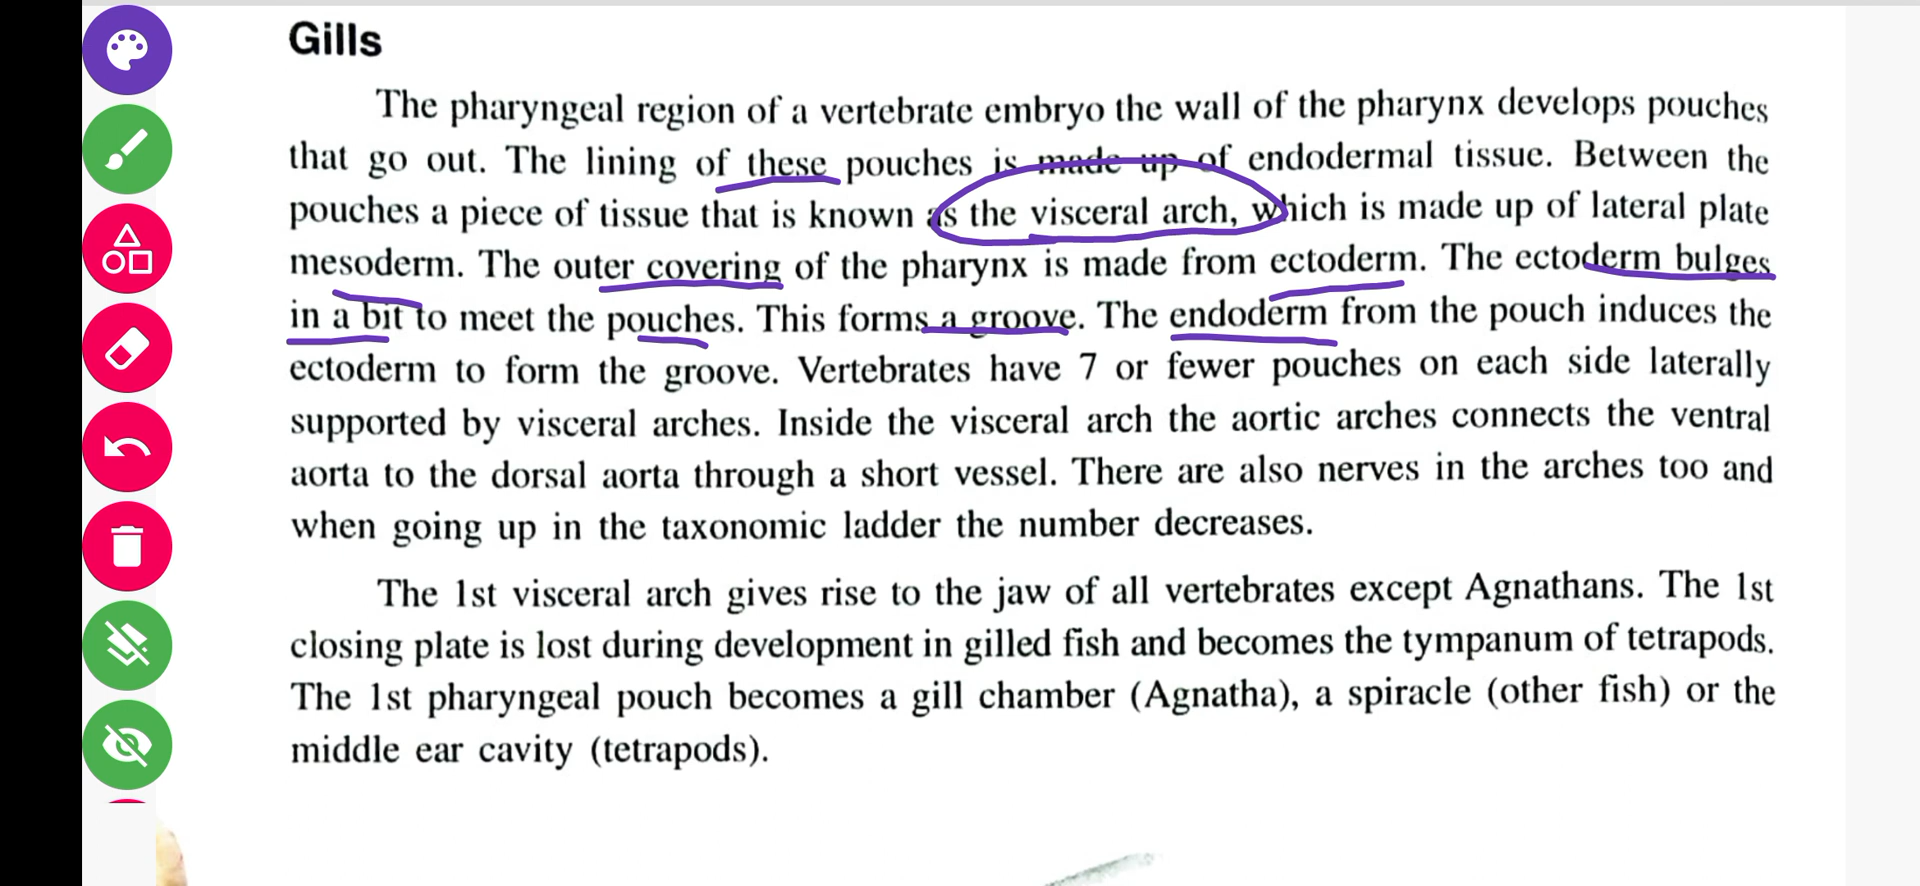 Gills
The pharyngeal region of a vertebrate embryo the wall of the pharynx develops pouches
that go out. The lining of these pouches is made up of endodermal tissue. Between the
pouches a piece of tissue that is known as the visceral arch, which is made up of lateral plate
mesoderm. The outer covering of the pharynx is made from ectoderm. The ectoderm bulges
in a bit to meet the pouches. This forms a groove. The endoderm from the pouch induces the
ectoderm to form the groove. Vertebrates have 7 or fewer pouches on each side laterally
supported by visceral arches. Inside the visceral arch the aortic arches connects the ventral
aorta to the dorsal aorta through a short vessel. There are also nerves in the arches too and
when going up in the taxonomic ladder the number decreases.
The 1st visceral arch gives rise to the jaw of all vertebrates except Agnathans. The 1st
closing plate is lost during development in gilled fish and becomes the tympanum of tetrapods.
The 1st pharyngeal pouch becomes a gill chamber (Agnatha), a spiracle (other fish) or the
middle ear cavity (tetrapods).